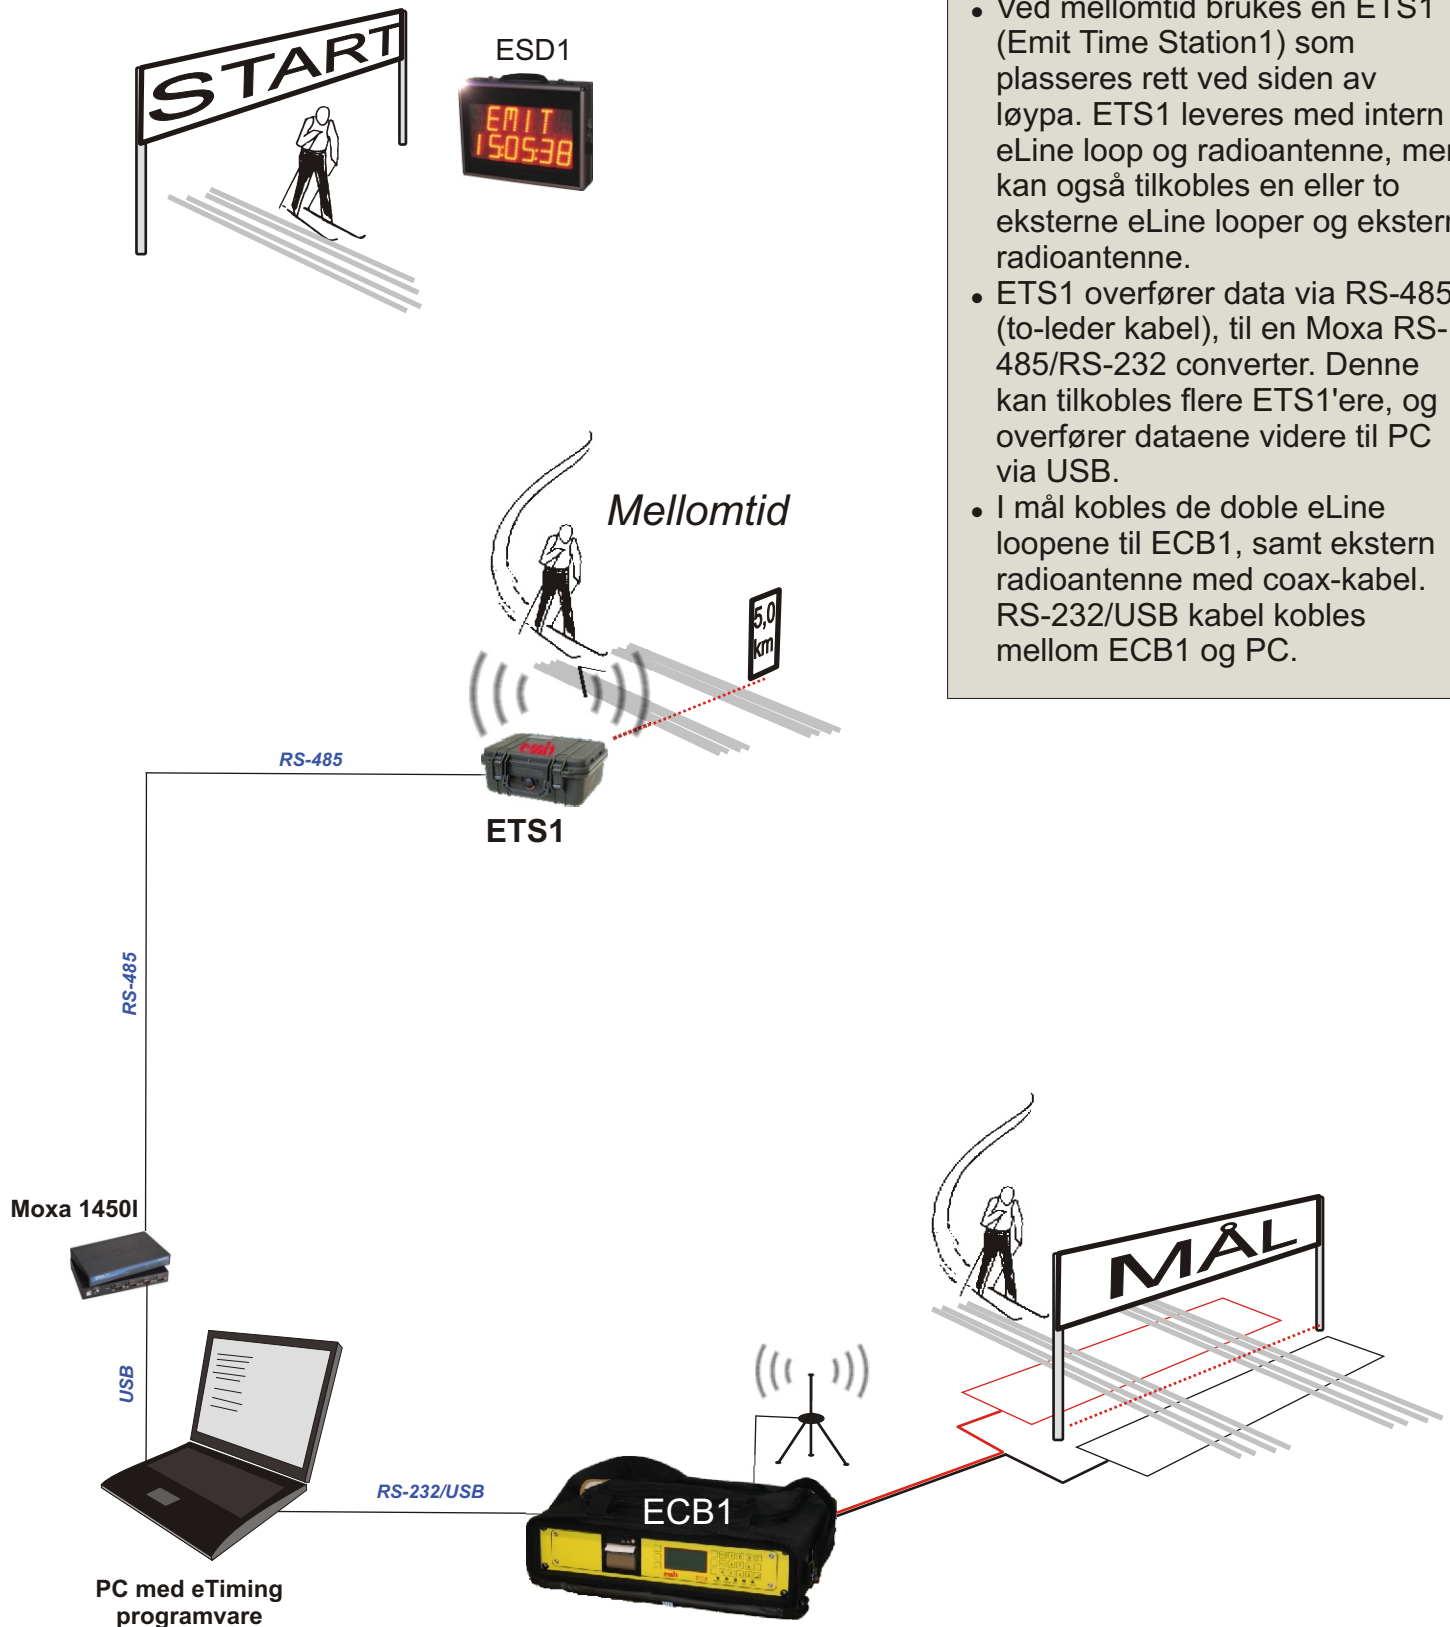 START
ESD1
EMIT
15:05:38
● Ved mellomtid brukes en ETS1
(Emit Time Station1) som
plasseres rett ved siden av
løypa. ETS1 leveres med intern
eLine loop og radioantenne, men
kan også tilkobles en eller to
eksterne eLine looper og ekstern
radioantenne.
● ETS1 overfører data via RS-485
(to-leder kabel), til en Moxa RS-
485/RS-232 converter. Denne
kan tilkobles flere ETS1'ere, og
overfører dataene videre til PC
via USB.
● I mål kobles de doble eLine
loopene til ECB1, samt ekstern
radioantenne med coax-kabel.
RS-232/USB kabel kobles
mellom ECB1 og PC.
Mellomtid
5,0
km
RS-485
emit
ETS1
RS-485
Moxa 1450I
MÅL
USB
RS-232/USB
ECB1
emit
ECB
PC med eTiming
programvare